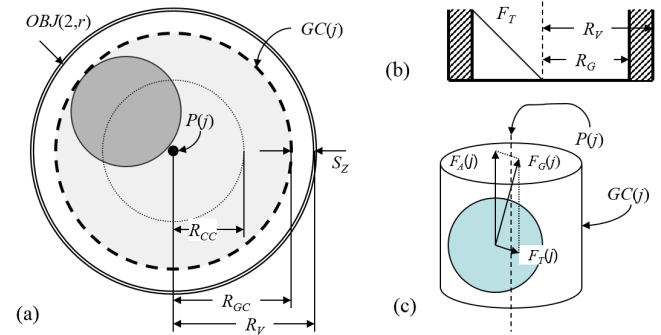 OBJ(2,r)
GC(j)
P(j)
S_Z
R_CC
R_GC
R_V
(a)
F_T
R_V
R_G
(b)
P(j)
F_A(j)
F_G(j)
GC(j)
F_T(j)
(c)